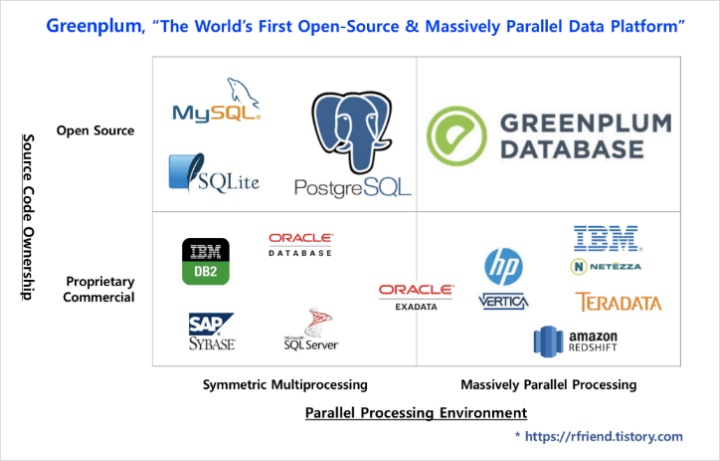 Greenplum, “The World’s First Open-Source & Massively Parallel Data Platform”
Source Code Ownership
Open Source
MySQL®
SQLite
PostgreSQL
GREENPLUM
DATABASE
Proprietary
Commercial
IBM
DB2
ORACLE®
DATABASE
SAP
SYBASE
Microsoft
SQL Server
ORACLE®
EXADATA
hp
VERTICA
IBM®
NETEZZA
TERADATA
amazon
REDSHIFT
Symmetric Multiprocessing
Massively Parallel Processing
Parallel Processing Environment
* https://rfriend.tistory.com